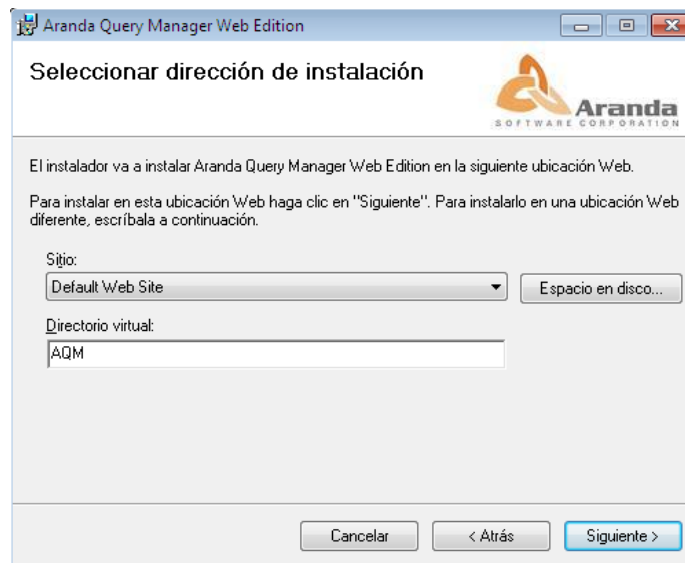 Aranda Query Manager Web Edition
Seleccionar dirección de instalación
Aranda
SOFTWARE CORPORATION
El instalador va a instalar Aranda Query Manager Web Edition en la siguiente ubicación Web.
Para instalar en esta ubicación Web haga clic en "Siguiente". Para instalarlo en una ubicación Web
diferente, escríbala a continuación.
Sitio:
Default Web Site
Espacio en disco...
Directorio virtual:
AQM
Cancelar
< Atrás
Siguiente >